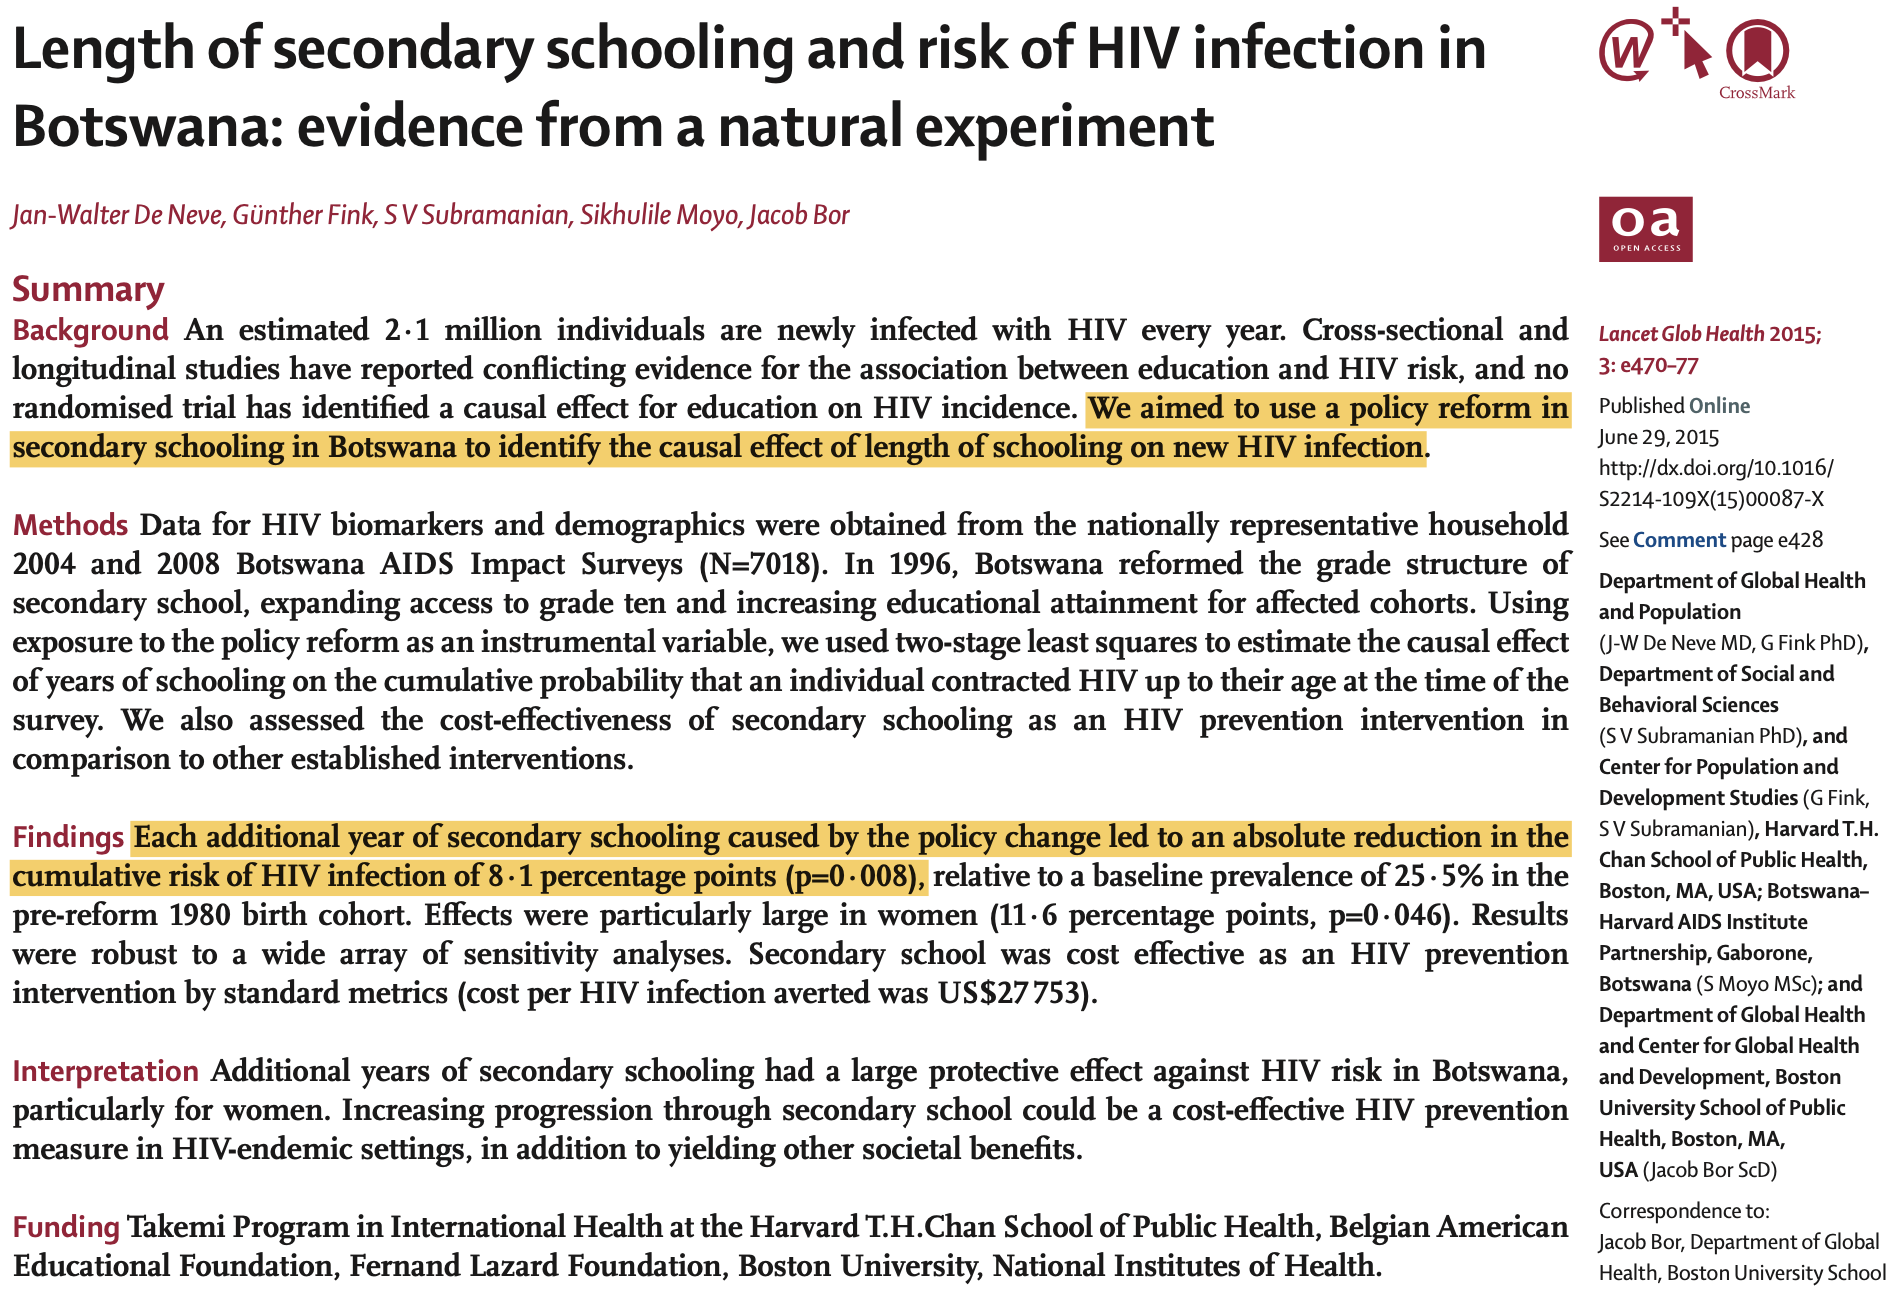 Length of secondary schooling and risk of HIV infection in
Botswana: evidence from a natural experiment
Jan-Walter De Neve, Günther Fink, S V Subramanian, Sikhulile Moyo, Jacob Bor
Summary
Background An estimated 2·1 million individuals are newly infected with HIV every year. Cross-sectional and
longitudinal studies have reported conflicting evidence for the association between education and HIV risk, and no
randomised trial has identified a causal effect for education on HIV incidence. We aimed to use a policy reform in
secondary schooling in Botswana to identify the causal effect of length of schooling on new HIV infection.
Methods Data for HIV biomarkers and demographics were obtained from the nationally representative household
2004 and 2008 Botswana AIDS Impact Surveys (N=7018). In 1996, Botswana reformed the grade structure of
secondary school, expanding access to grade ten and increasing educational attainment for affected cohorts. Using
exposure to the policy reform as an instrumental variable, we used two-stage least squares to estimate the causal effect
of years of schooling on the cumulative probability that an individual contracted HIV up to their age at the time of the
survey. We also assessed the cost-effectiveness of secondary schooling as an HIV prevention intervention in
comparison to other established interventions.
Findings Each additional year of secondary schooling caused by the policy change led to an absolute reduction in the
cumulative risk of HIV infection of 8·1 percentage points (p=0·008), relative to a baseline prevalence of 25·5% in the
pre-reform 1980 birth cohort. Effects were particularly large in women (11·6 percentage points, p=0·046). Results
were robust to a wide array of sensitivity analyses. Secondary school was cost effective as an HIV prevention
intervention by standard metrics (cost per HIV infection averted was US$27 753).
Interpretation Additional years of secondary schooling had a large protective effect against HIV risk in Botswana,
particularly for women. Increasing progression through secondary school could be a cost-effective HIV prevention
measure in HIV-endemic settings, in addition to yielding other societal benefits.
Funding Takemi Program in International Health at the Harvard T.H.Chan School of Public Health, Belgian American
Educational Foundation, Fernand Lazard Foundation, Boston University, National Institutes of Health.
W
CrossMark
oa
OPEN ACCESS
Lancet Glob Health 2015;
3: e470–77
Published Online
June 29, 2015
http://dx.doi.org/10.1016/
S2214-109X(15)00087-X
See Comment page e428
Department of Global Health
and Population
(J-W De Neve MD, G Fink PhD),
Department of Social and
Behavioral Sciences
(S V Subramanian PhD), and
Center for Population and
Development Studies (G Fink,
S V Subramanian), Harvard T.H.
Chan School of Public Health,
Boston, MA, USA; Botswana–
Harvard AIDS Institute
Partnership, Gaborone,
Botswana (S Moyo MSc); and
Department of Global Health
and Center for Global Health
and Development, Boston
University School of Public
Health, Boston, MA,
USA (Jacob Bor ScD)
Correspondence to:
Jacob Bor, Department of Global
Health, Boston University School